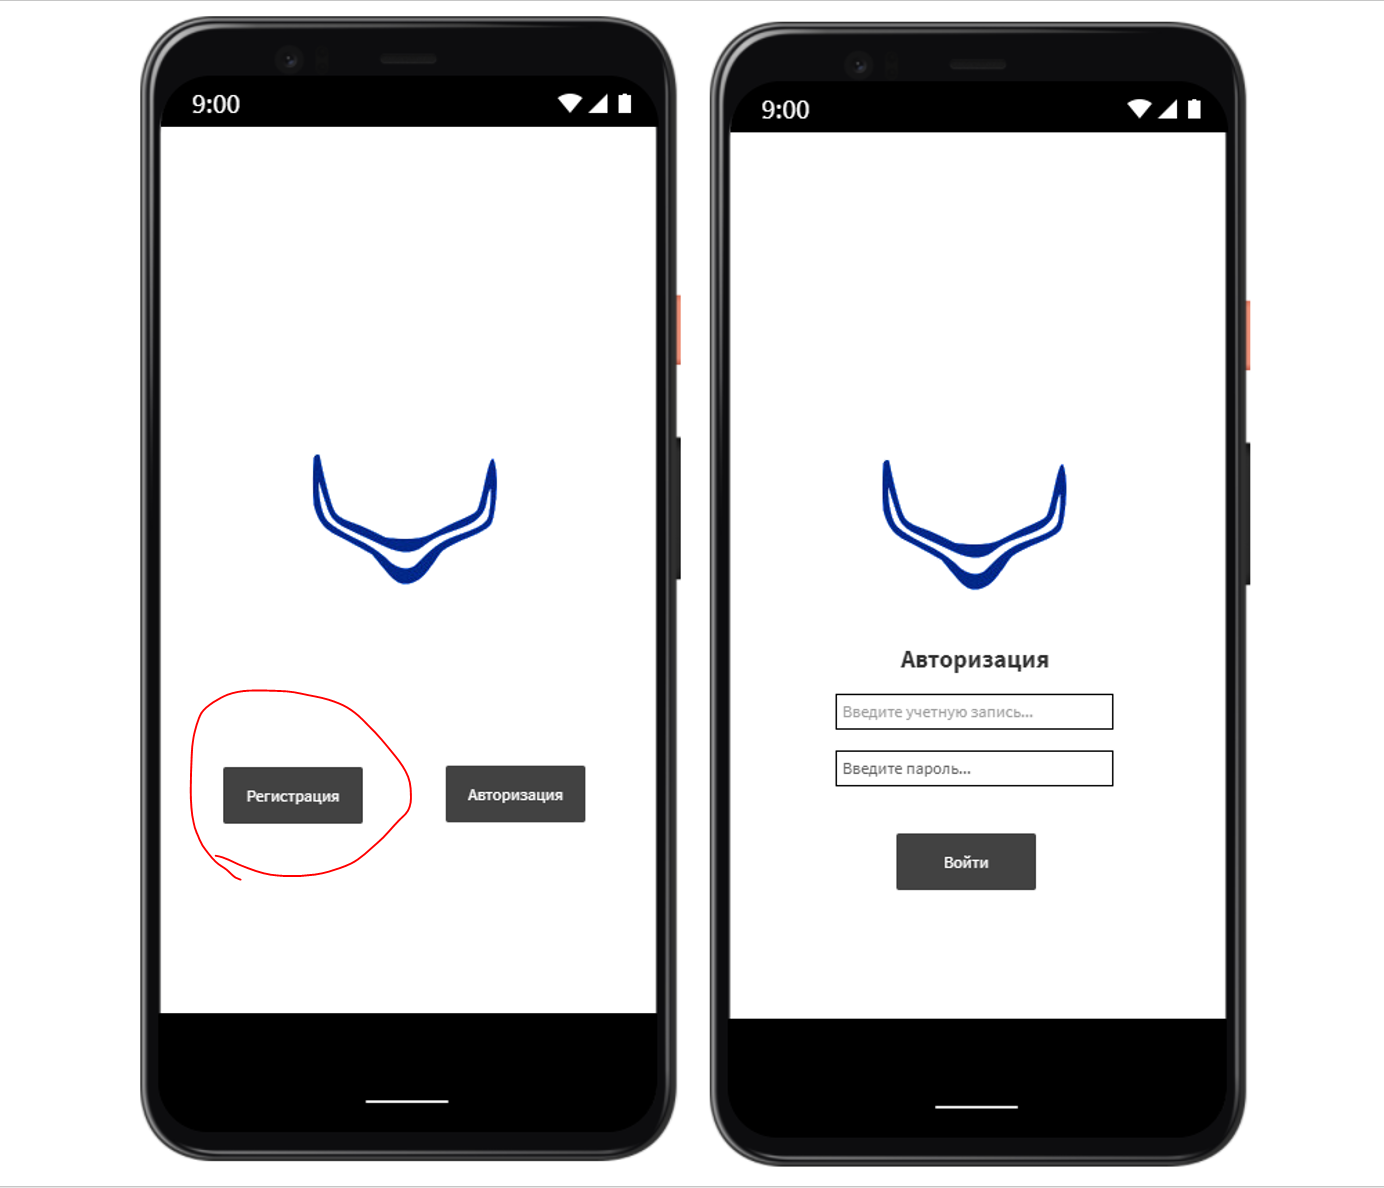 9:00
Регистрация
Авторизация
9:00
Авторизация
Введите учетную запись...
Введите пароль...
Войти